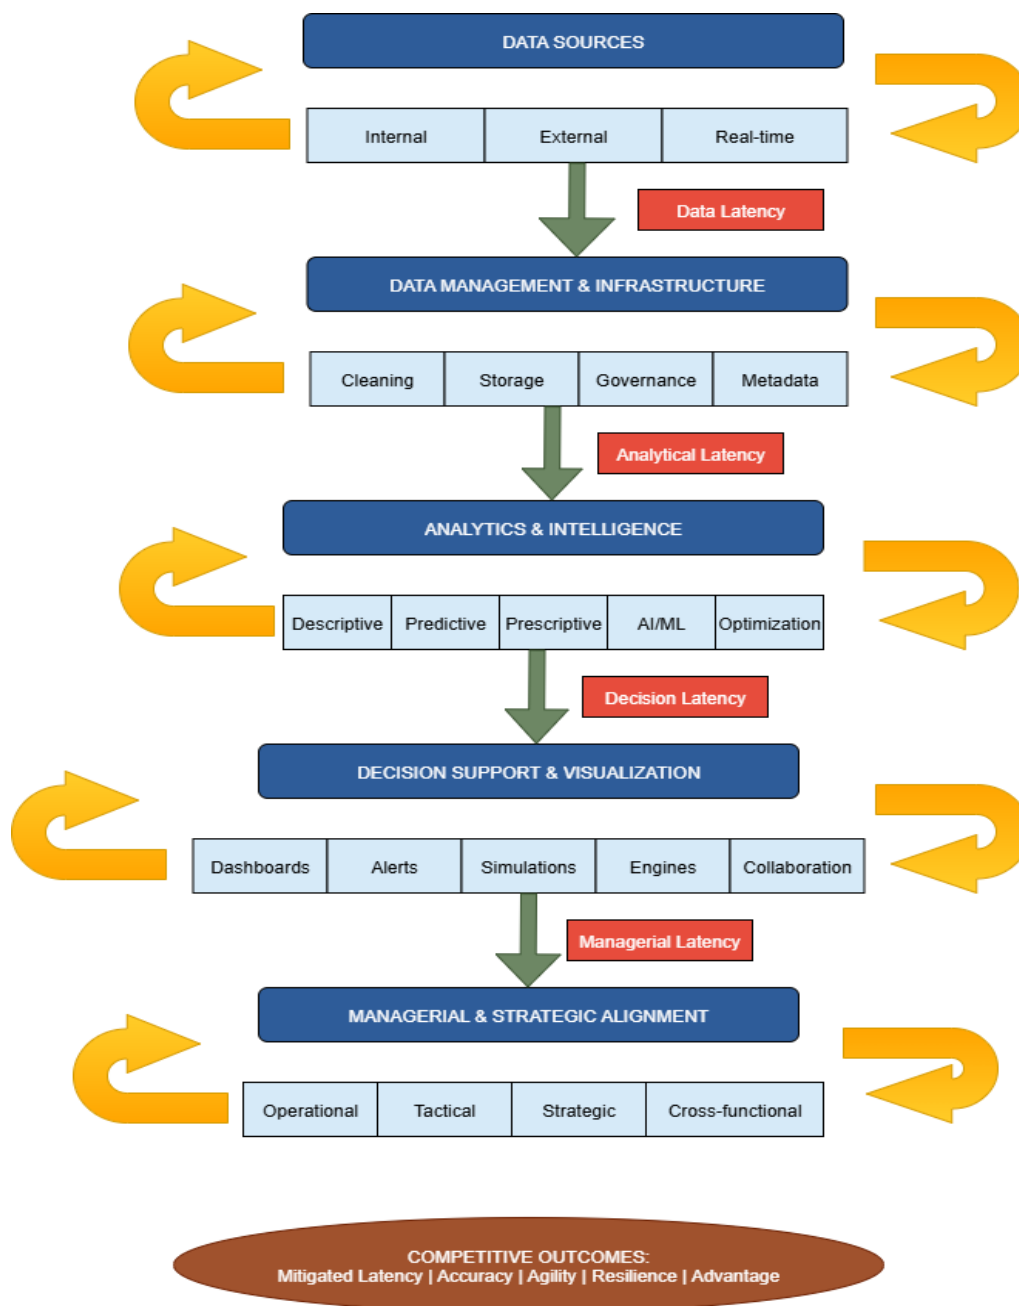 DATA SOURCES
Internal External Real-time
Data Latency
DATA MANAGEMENT & INFRASTRUCTURE
Cleaning Storage Governance Metadata
Analytical Latency
ANALYTICS & INTELLIGENCE
Descriptive Predictive Prescriptive AI/ML Optimization
Decision Latency
DECISION SUPPORT & VISUALIZATION
Dashboards Alerts Simulations Engines Collaboration
Managerial Latency
MANAGERIAL & STRATEGIC ALIGNMENT
Operational Tactical Strategic Cross-functional
COMPETITIVE OUTCOMES:
Mitigated Latency | Accuracy | Agility | Resilience | Advantage